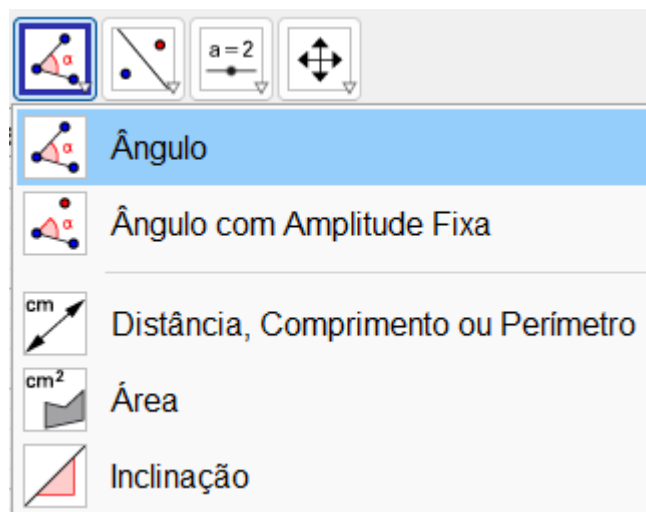 a = 2
Ângulo
Ângulo com Amplitude Fixa
cm
Distância, Comprimento ou Perímetro
cm²
Área
Inclinação